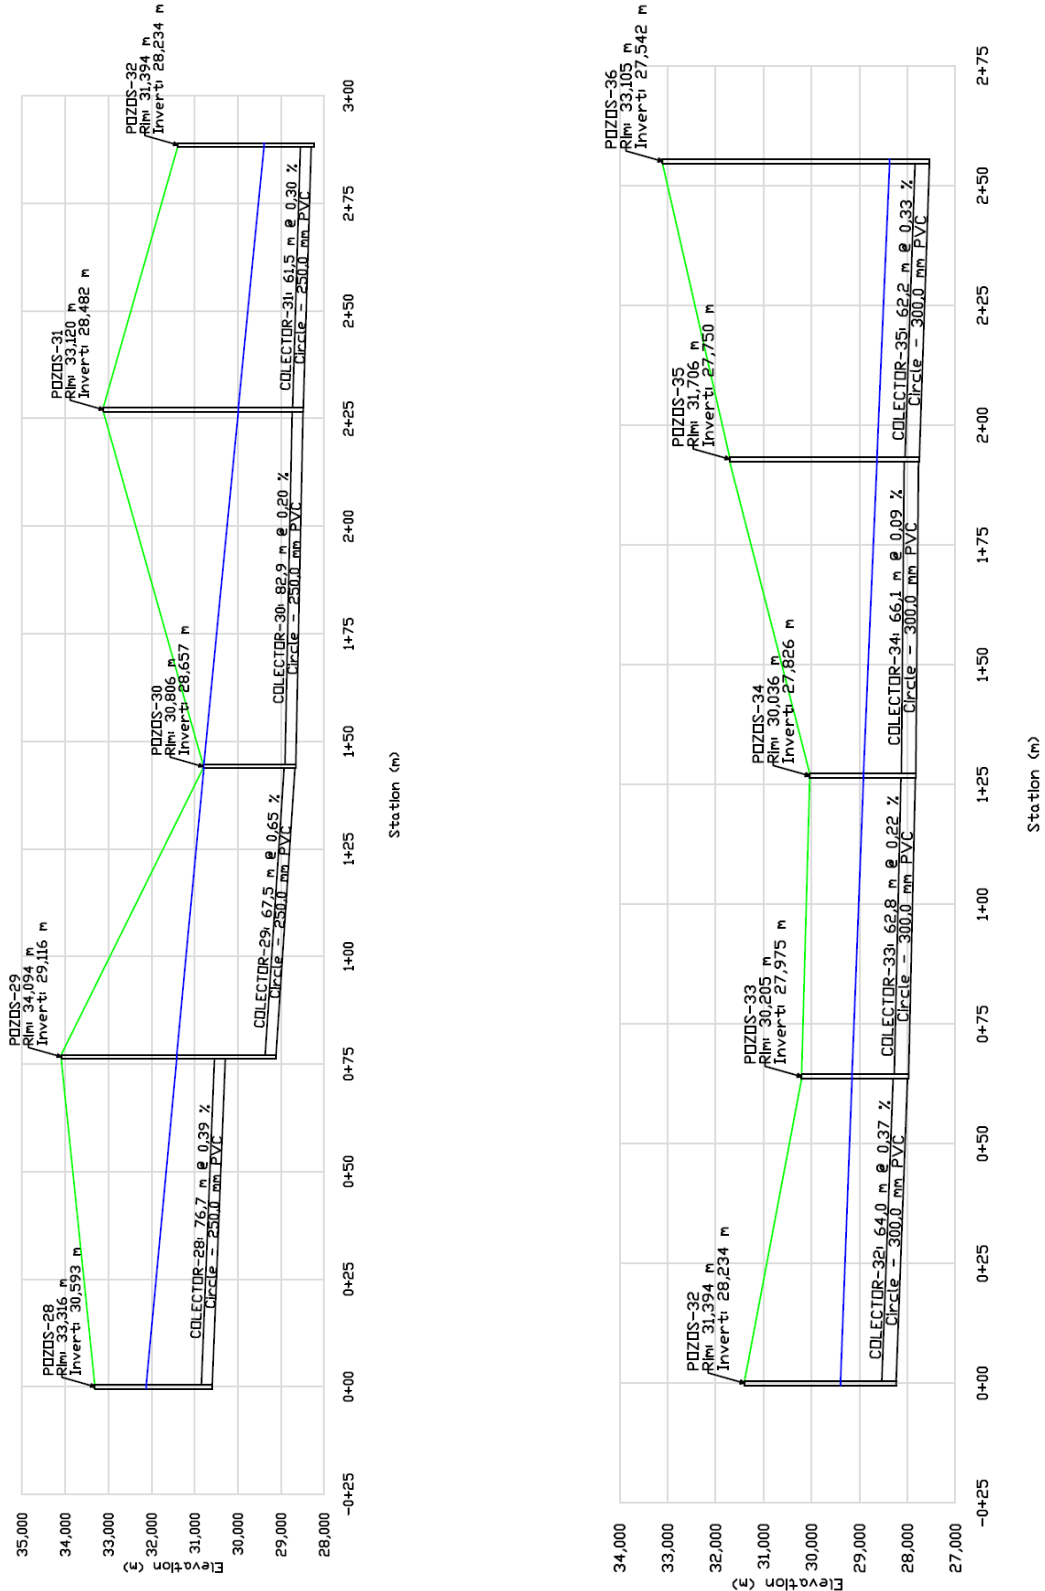 35,000
34,000
33,000
32,000
31,000
30,000
29,000
28,000
Elevation (m)
-0+25
0+00
0+25
0+50
0+75
1+00
1+25
1+50
1+75
2+00
2+25
2+50
2+75
3+00
Station (m)
POZOS-28
Rim: 33,316 m
Invert: 30,593 m
COLECTOR-28: 76,7 m @ 0,39 %
Circle - 250,0 mm PVC
POZOS-29
Rim: 34,094 m
Invert: 29,116 m
COLECTOR-29: 67,5 m @ 0,65 %
Circle - 250,0 mm PVC
POZOS-30
Rim: 30,806 m
Invert: 28,657 m
COLECTOR-30: 82,9 m @ 0,20 %
Circle - 250,0 mm PVC
POZOS-31
Rim: 33,120 m
Invert: 28,482 m
COLECTOR-31: 61,5 m @ 0,30 %
Circle - 250,0 mm PVC
POZOS-32
Rim: 31,394 m
Invert: 28,234 m
34,000
33,000
32,000
31,000
30,000
29,000
28,000
27,000
Elevation (m)
-0+25
0+00
0+25
0+50
0+75
1+00
1+25
1+50
1+75
2+00
2+25
2+50
2+75
Station (m)
POZOS-32
Rim: 31,394 m
Invert: 28,234 m
COLECTOR-32: 64,0 m @ 0,37 %
Circle - 300,0 mm PVC
POZOS-33
Rim: 30,205 m
Invert: 27,975 m
COLECTOR-33: 62,8 m @ 0,22 %
Circle - 300,0 mm PVC
POZOS-34
Rim: 30,036 m
Invert: 27,826 m
COLECTOR-34: 66,1 m @ 0,09 %
Circle - 300,0 mm PVC
POZOS-35
Rim: 31,706 m
Invert: 27,750 m
COLECTOR-35: 62,2 m @ 0,33 %
Circle - 300,0 mm PVC
POZOS-36
Rim: 33,105 m
Invert: 27,542 m